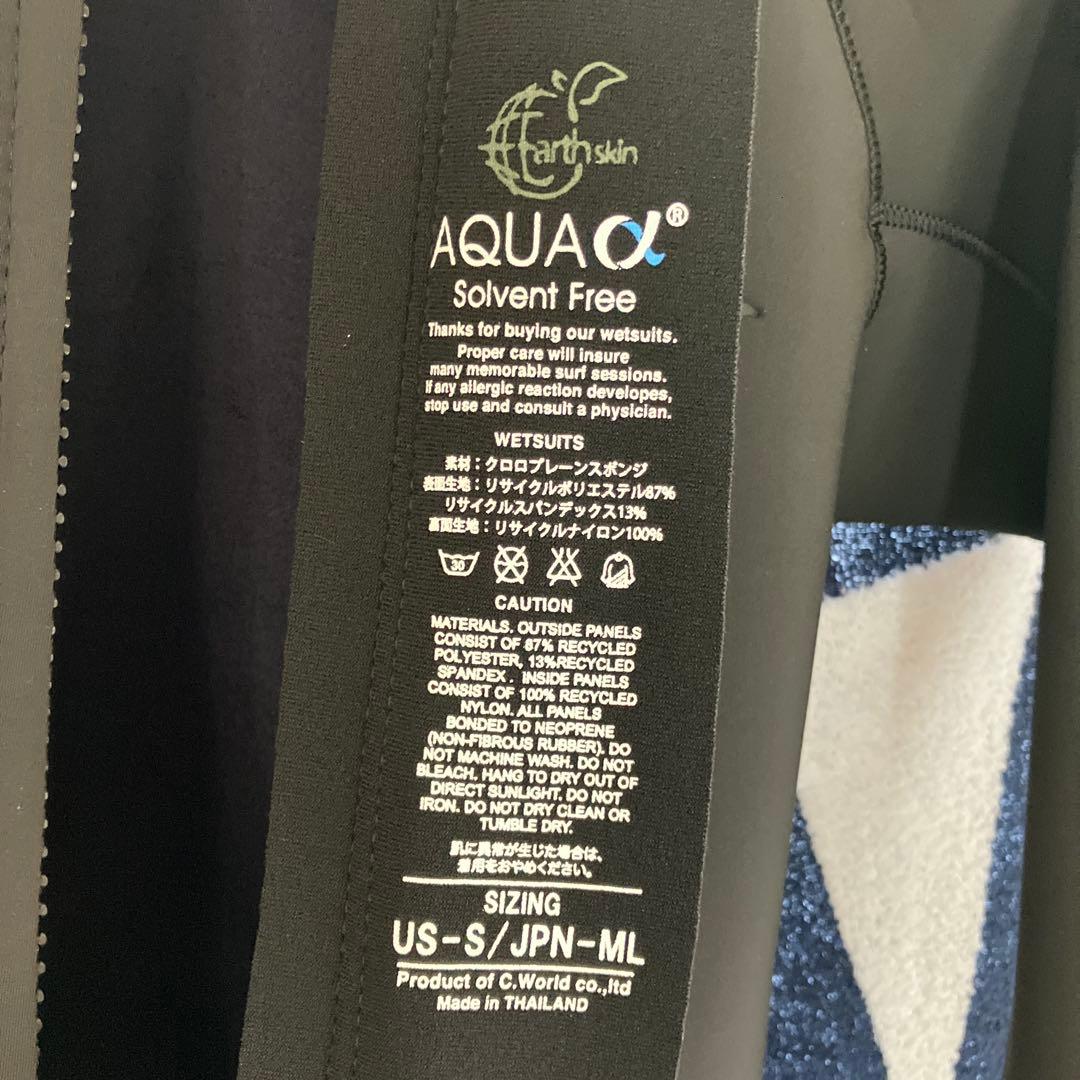 Earth skin
AQUA α®
Solvent Free
Thanks for buying our wetsuits.
Proper care will insure
many memorable surf sessions.
If any allergic reaction developes,
stop use and consult a physician.
WETSUITS
素材：クロロプレーンスポンジ
表面生地：リサイクルポリエステル87%
リサイクルスパンデックス13%
裏面生地：リサイクルナイロン100%
30
CAUTION
MATERIALS. OUTSIDE PANELS
CONSIST OF 87% RECYCLED
POLYESTER, 13%RECYCLED
SPANDEX. INSIDE PANELS
CONSIST OF 100% RECYCLED
NYLON. ALL PANELS
BONDED TO NEOPRENE
(NON-FIBROUS RUBBER). DO
NOT MACHINE WASH. DO NOT
BLEACH. HANG TO DRY OUT OF
DIRECT SUNLIGHT. DO NOT
IRON. DO NOT DRY CLEAN OR
TUMBLE DRY.
肌に異常が生じた場合は、
着用をおやめください。
SIZING
US-S/JPN-ML
Product of C.World co.,ltd
Made in THAILAND